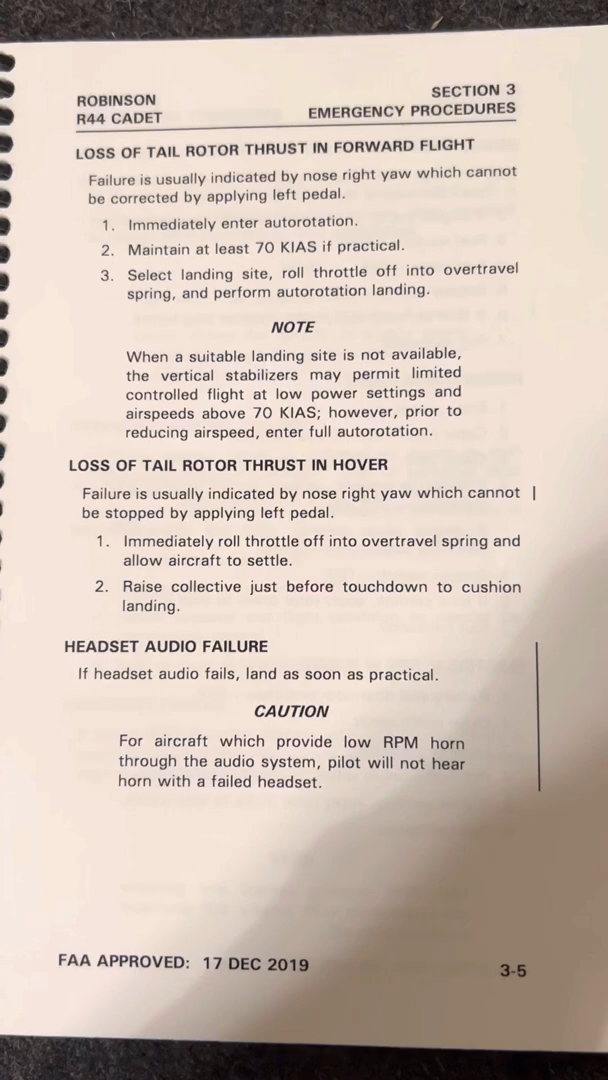 ROBINSON
R44 CADET
SECTION 3
EMERGENCY PROCEDURES
LOSS OF TAIL ROTOR THRUST IN FORWARD FLIGHT
Failure is usually indicated by nose right yaw which cannot
be corrected by applying left pedal.
1. Immediately enter autorotation.
2. Maintain at least 70 KIAS if practical.
3. Select landing site, roll throttle off into overtravel
spring, and perform autorotation landing.
NOTE
When a suitable landing site is not available,
the vertical stabilizers may permit limited
controlled flight at low power settings and
airspeeds above 70 KIAS; however, prior to
reducing airspeed, enter full autorotation.
LOSS OF TAIL ROTOR THRUST IN HOVER
Failure is usually indicated by nose right yaw which cannot
be stopped by applying left pedal.
1. Immediately roll throttle off into overtravel spring and
allow aircraft to settle.
2. Raise collective just before touchdown to cushion
landing.
HEADSET AUDIO FAILURE
If headset audio fails, land as soon as practical.
CAUTION
For aircraft which provide low RPM horn
through the audio system, pilot will not hear
horn with a failed headset.
FAA APPROVED: 17 DEC 2019
3-5